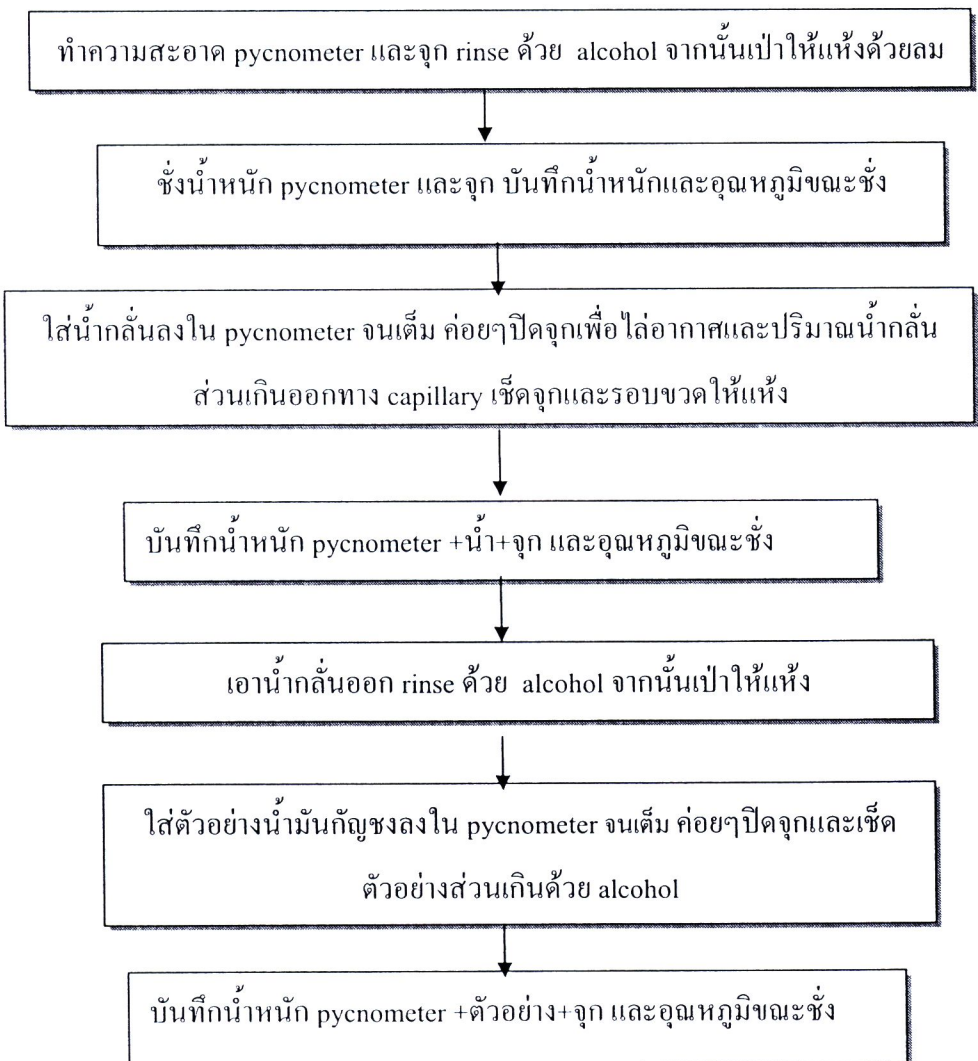 ทำความสะอาด pycnometer และจุก rinse ด้วย alcohol จากนั้นเป่าให้แห้งด้วยลม
ชั่งน้ำหนัก pycnometer และจุก บันทึกน้ำหนักและอุณหภูมิขณะชั่ง
ใส่น้ำกลั่นลงใน pycnometer จนเต็ม ค่อยๆปิดจุกเพื่อไล่อากาศและปริมาณน้ำกลั่น
ส่วนเกินออกทาง capillary เช็ดจุกและรอบขวดให้แห้ง
บันทึกน้ำหนัก pycnometer +น้ำ+จุก และอุณหภูมิขณะชั่ง
เอาน้ำกลั่นออก rinse ด้วย alcohol จากนั้นเป่าให้แห้ง
ใส่ตัวอย่างน้ำมันกัญชงลงใน pycnometer จนเต็ม ค่อยๆปิดจุกและเช็ด
ตัวอย่างส่วนเกินด้วย alcohol
บันทึกน้ำหนัก pycnometer +ตัวอย่าง+จุก และอุณหภูมิขณะชั่ง